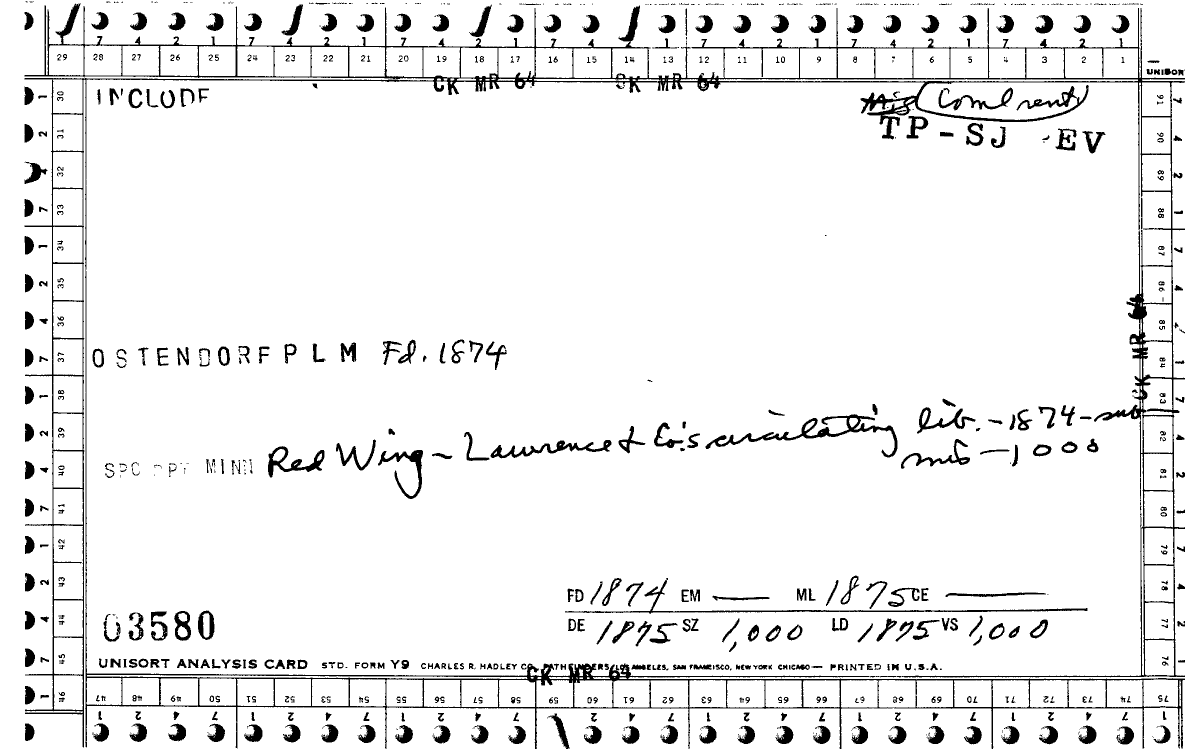 7 4 2 1 7 4 2 1 7 4 2 1 7 4 2 1 7 4 2 1 7 4 2 1 7 4 2 1
29 28 27 26 25 24 23 22 21 20 19 18 17 16 15 14 13 12 11 10 9 8 7 6 5 4 3 2 1
UNISORT
CK MR 64 CK MR 64
INCLUDE
Coml rental
TP-SJ EV
CK MR 64
OSTENDORF P L M Fd. 1874
Red Wing - Lawrence & Co.'s circulating lib. - 1874 - sub
SPC PPT MINN
1000
FD 1874 EM — ML 1875 CE —
DE 1875 SZ 1,000 LD 1875 VS 1,000
03580
UNISORT ANALYSIS CARD STD. FORM Y9 CHARLES R. HADLEY CO., PATHFINDERS, LOS ANGELES, SAN FRANCISCO, NEW YORK CHICAGO — PRINTED IN U.S.A.
CK MR 64
30 31 32 33 34 35 36 37 38 39 40 41 42 43 44 45 46
91 90 89 88 87 86 85 84 83 82 81 80 79 78 77 76 75
47 48 49 50 51 52 53 54 55 56 57 58 59 60 61 62 63 64 65 66 67 68 69 70 71 72 73 74